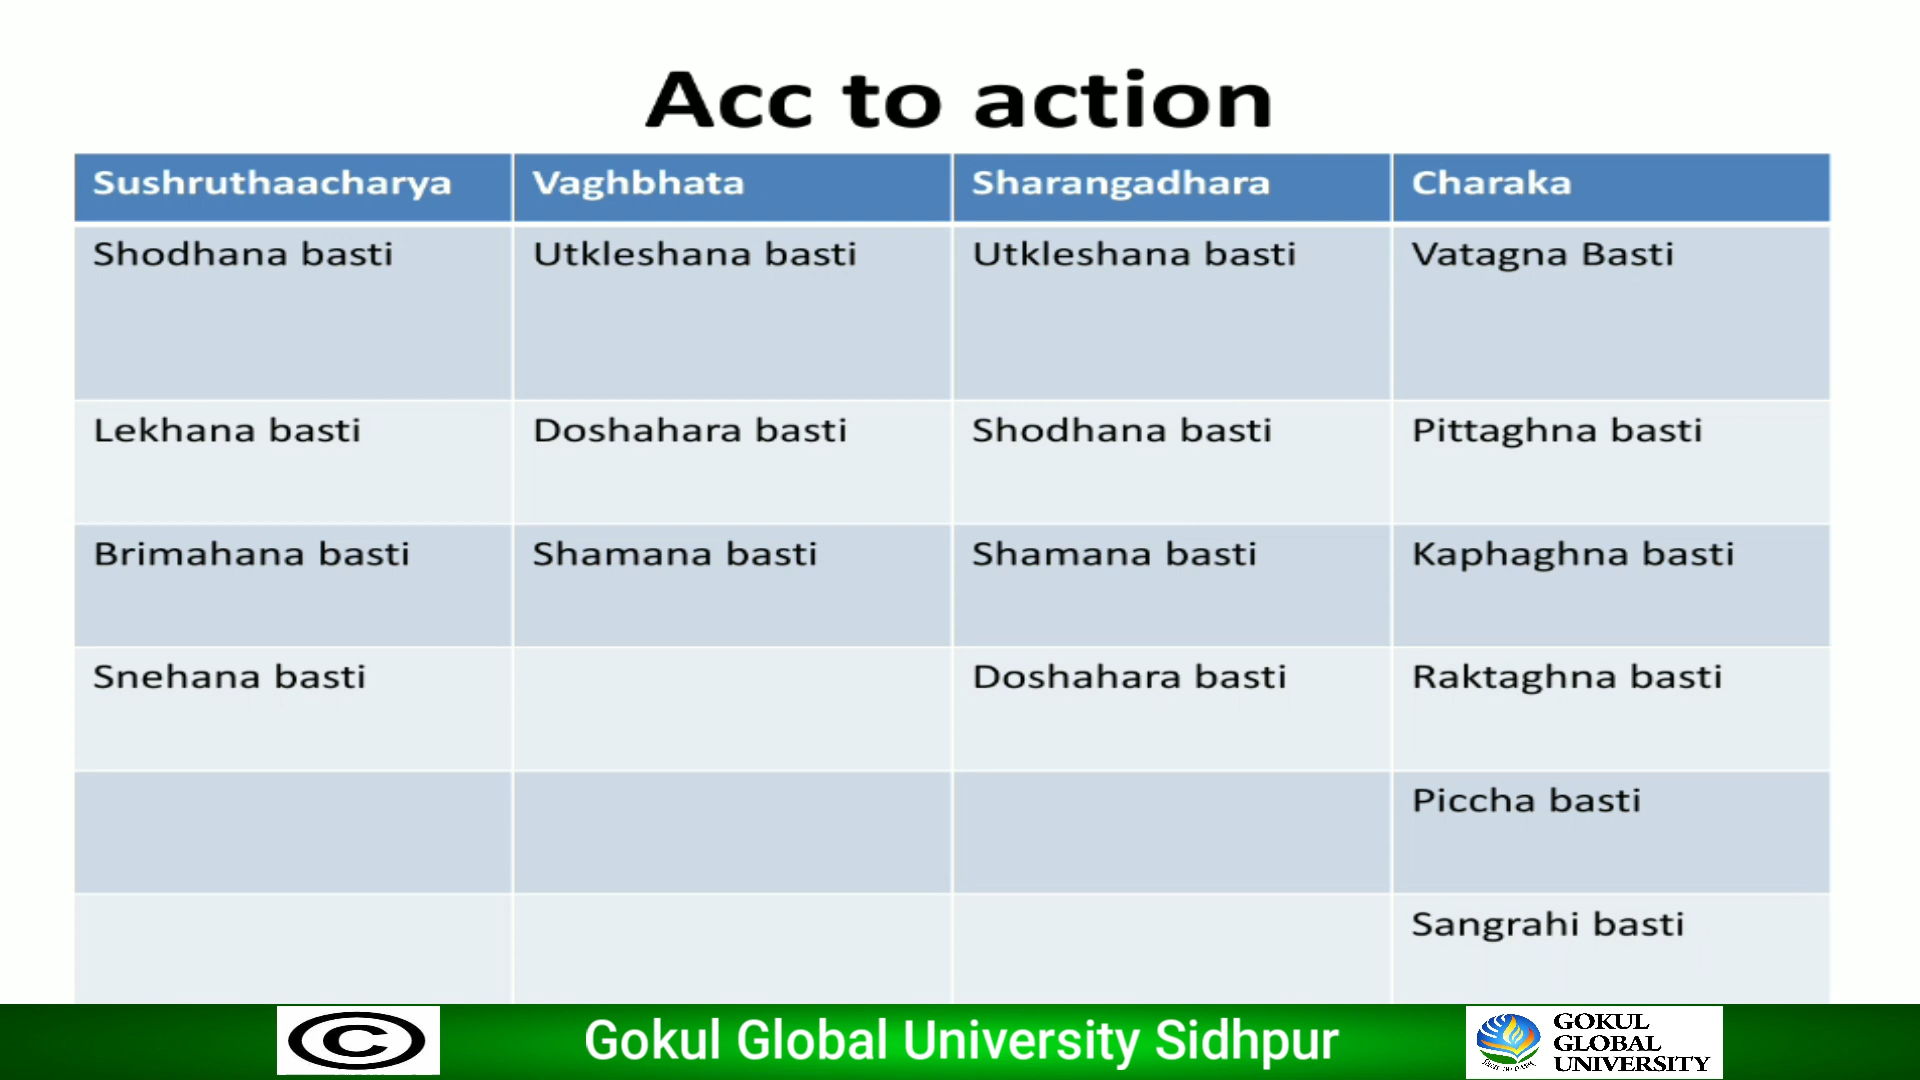 Acc to action
Sushruthaacharya Vaghbhata Sharangadhara Charaka
Shodhana basti Utkleshana basti Utkleshana basti Vatagna Basti
Lekhana basti Doshahara basti Shodhana basti Pittaghna basti
Brimahana basti Shamana basti Shamana basti Kaphaghna basti
Snehana basti Doshahara basti Raktaghna basti
Piccha basti
Sangrahi basti
©
Gokul Global University Sidhpur
GOKUL
GLOBAL
UNIVERSITY